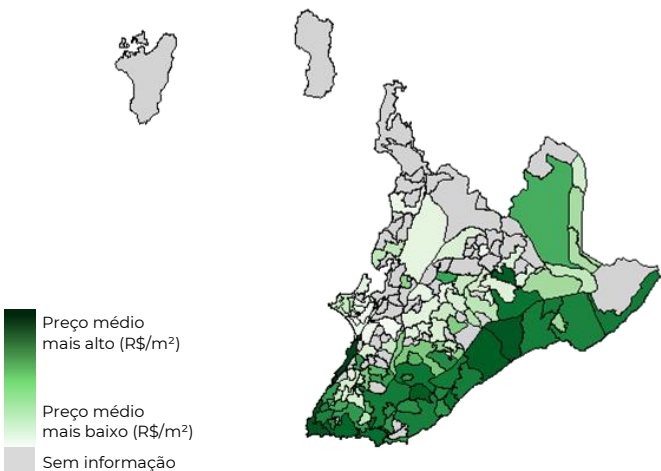 Preço médio
mais alto (R$/m²)
Preço médio
mais baixo (R$/m²)
Sem informação